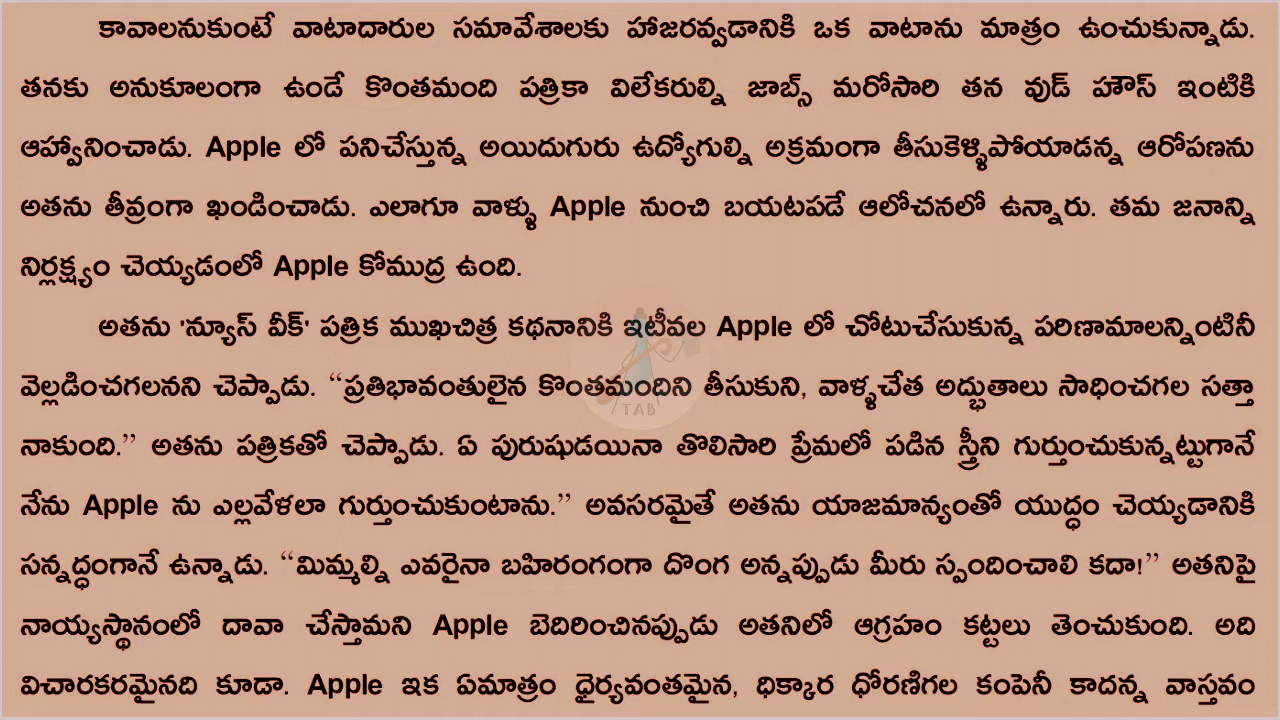 కావాలనుకుంటే వాటాదారుల సమావేశాలకు హాజరవ్వడానికి ఒక వాటాను మాత్రం ఉంచుకున్నాడు.
తనకు అనుకూలంగా ఉండే కొంతమంది పత్రికా విలేకరుల్ని జాబ్స్ మరోసారి తన వుడ్ హౌస్ ఇంటికి
ఆహ్వానించాడు. Apple లో పనిచేస్తున్న అయిదుగురు ఉద్యోగుల్ని అక్రమంగా తీసుకెళ్ళిపోయాడన్న ఆరోపణను
అతను తీవ్రంగా ఖండించాడు. ఎలాగూ వాళ్ళు Apple నుంచి బయటపడే ఆలోచనలో ఉన్నారు. తమ జనాన్ని
నిర్లక్ష్యం చెయ్యడంలో Apple కోముద్ర ఉంది.
అతను 'న్యూస్ వీక్' పత్రిక ముఖచిత్ర కథనానికి ఇటీవల Apple లో చోటుచేసుకున్న పరిణామాలన్నింటినీ
వెల్లడించగలనని చెప్పాడు. “ప్రతిభావంతులైన కొంతమందిని తీసుకుని, వాళ్ళచేత అద్భుతాలు సాధించగల సత్తా
నాకుంది.” అతను పత్రికతో చెప్పాడు. ఏ పురుషుడయినా తొలిసారి ప్రేమలో పడిన స్త్రీని గుర్తుంచుకున్నట్టుగానే
నేను Apple ను ఎల్లవేళలా గుర్తుంచుకుంటాను.” అవసరమైతే అతను యాజమాన్యంతో యుద్ధం చెయ్యడానికి
సన్నద్ధంగానే ఉన్నాడు. “మిమ్మల్ని ఎవరైనా బహిరంగంగా దొంగ అన్నప్పుడు మీరు స్పందించాలి కదా!” అతనిపై
నాయ్యస్థానంలో దావా చేస్తామని Apple బెదిరించినప్పుడు అతనిలో ఆగ్రహం కట్టలు తెంచుకుంది. అది
విచారకరమైనది కూడా. Apple ఇక ఏమాత్రం ధైర్యవంతమైన, ధిక్కార ధోరణిగల కంపెనీ కాదన్న వాస్తవం
TAB